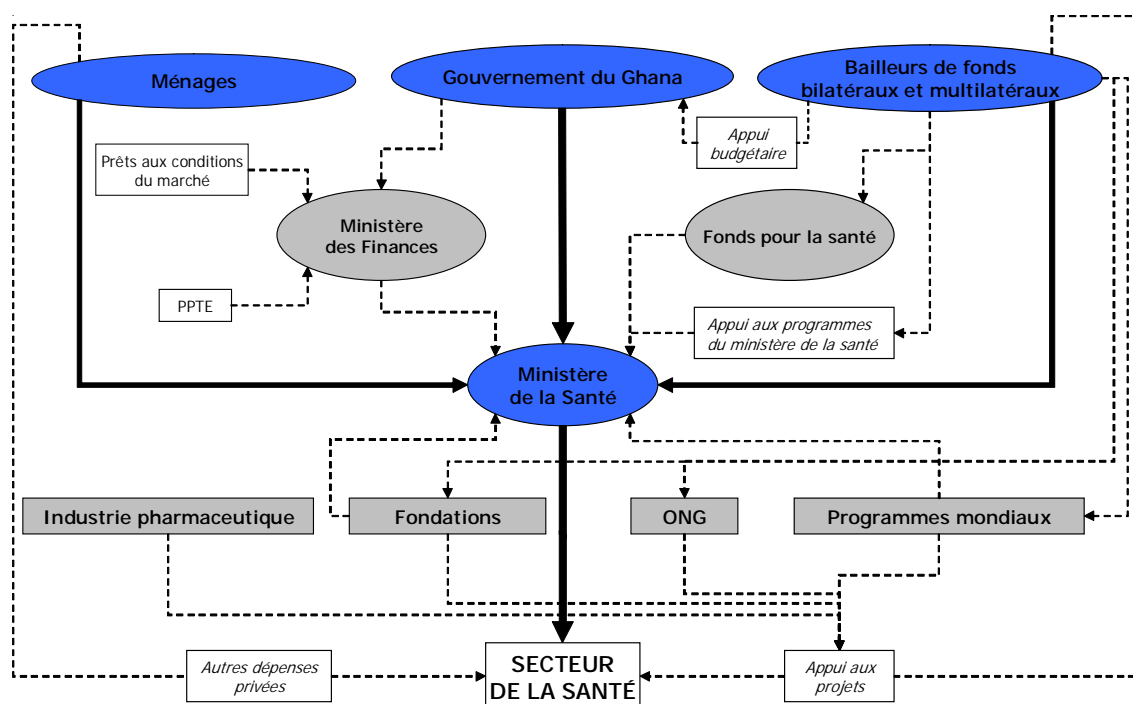 Ménages
Gouvernement du Ghana
Bailleurs de fonds
bilatéraux et multilatéraux
Appui
budgétaire
Prêts aux conditions
du marché
Ministère
des Finances
Fonds pour la santé
PPTE
Appui aux programmes
du ministère de la santé
Ministère
de la Santé
Industrie pharmaceutique
Fondations
ONG
Programmes mondiaux
Autres dépenses
privées
SECTEUR
DE LA SANTÉ
Appui aux
projets